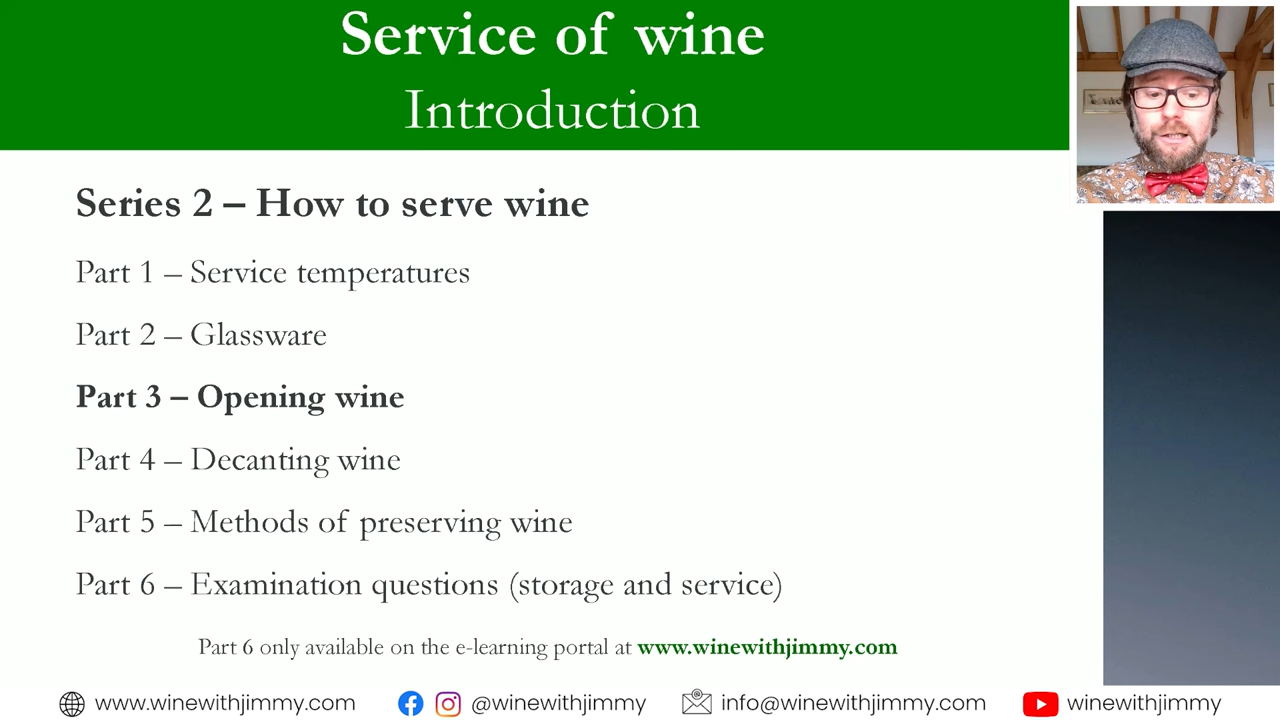 Service of wine
Introduction
Series 2 – How to serve wine
Part 1 – Service temperatures
Part 2 – Glassware
Part 3 – Opening wine
Part 4 – Decanting wine
Part 5 – Methods of preserving wine
Part 6 – Examination questions (storage and service)
Part 6 only available on the e-learning portal at www.winewithjimmy.com
www.winewithjimmy.com @winewithjimmy info@winewithjimmy.com winewithjimmy